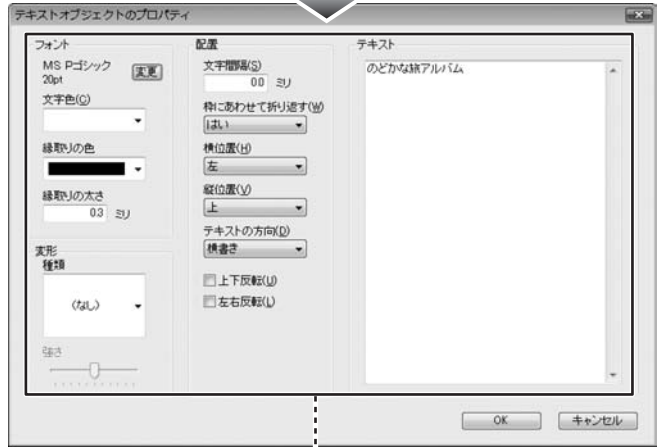 テキストオブジェクトのプロパティ
フォント
MS Pゴシック
20pt
変更
文字色(C)
縁取りの色
縁取りの太さ
0.3 ミリ
変形
種類
(なし)
強さ
配置
文字間隔(S)
0.0 ミリ
枠にあわせて折り返す(W)
はい
横位置(H)
左
縦位置(V)
上
テキストの方向(D)
横書き
上下反転(U)
左右反転(L)
テキスト
のどかな旅アルバム
OK
キャンセル